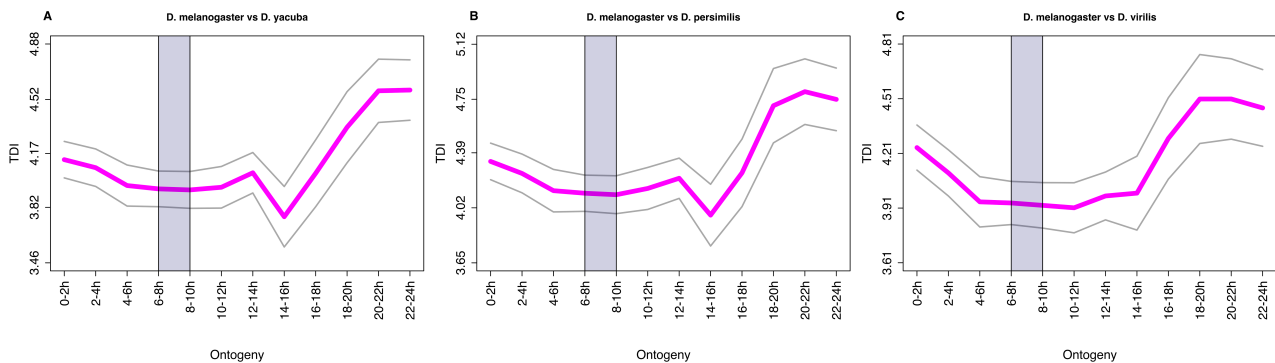 A
D. melanogaster vs D. yacuba
TDI
4.88
4.52
4.17
3.82
3.46
0-2h
2-4h
4-6h
6-8h
8-10h
10-12h
12-14h
14-16h
16-18h
18-20h
20-22h
22-24h
Ontogeny
B
D. melanogaster vs D. persimilis
TDI
5.12
4.75
4.39
4.02
3.65
0-2h
2-4h
4-6h
6-8h
8-10h
10-12h
12-14h
14-16h
16-18h
18-20h
20-22h
22-24h
Ontogeny
C
D. melanogaster vs D. virilis
TDI
4.81
4.51
4.21
3.91
3.61
0-2h
2-4h
4-6h
6-8h
8-10h
10-12h
12-14h
14-16h
16-18h
18-20h
20-22h
22-24h
Ontogeny